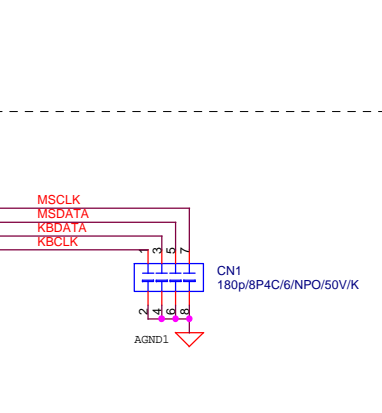 MSCLK
MSDATA
KBDATA
KBCLK
1 3 5 7
CN1
180p/8P4C/6/NPO/50V/K
2 4 6 8
AGND1